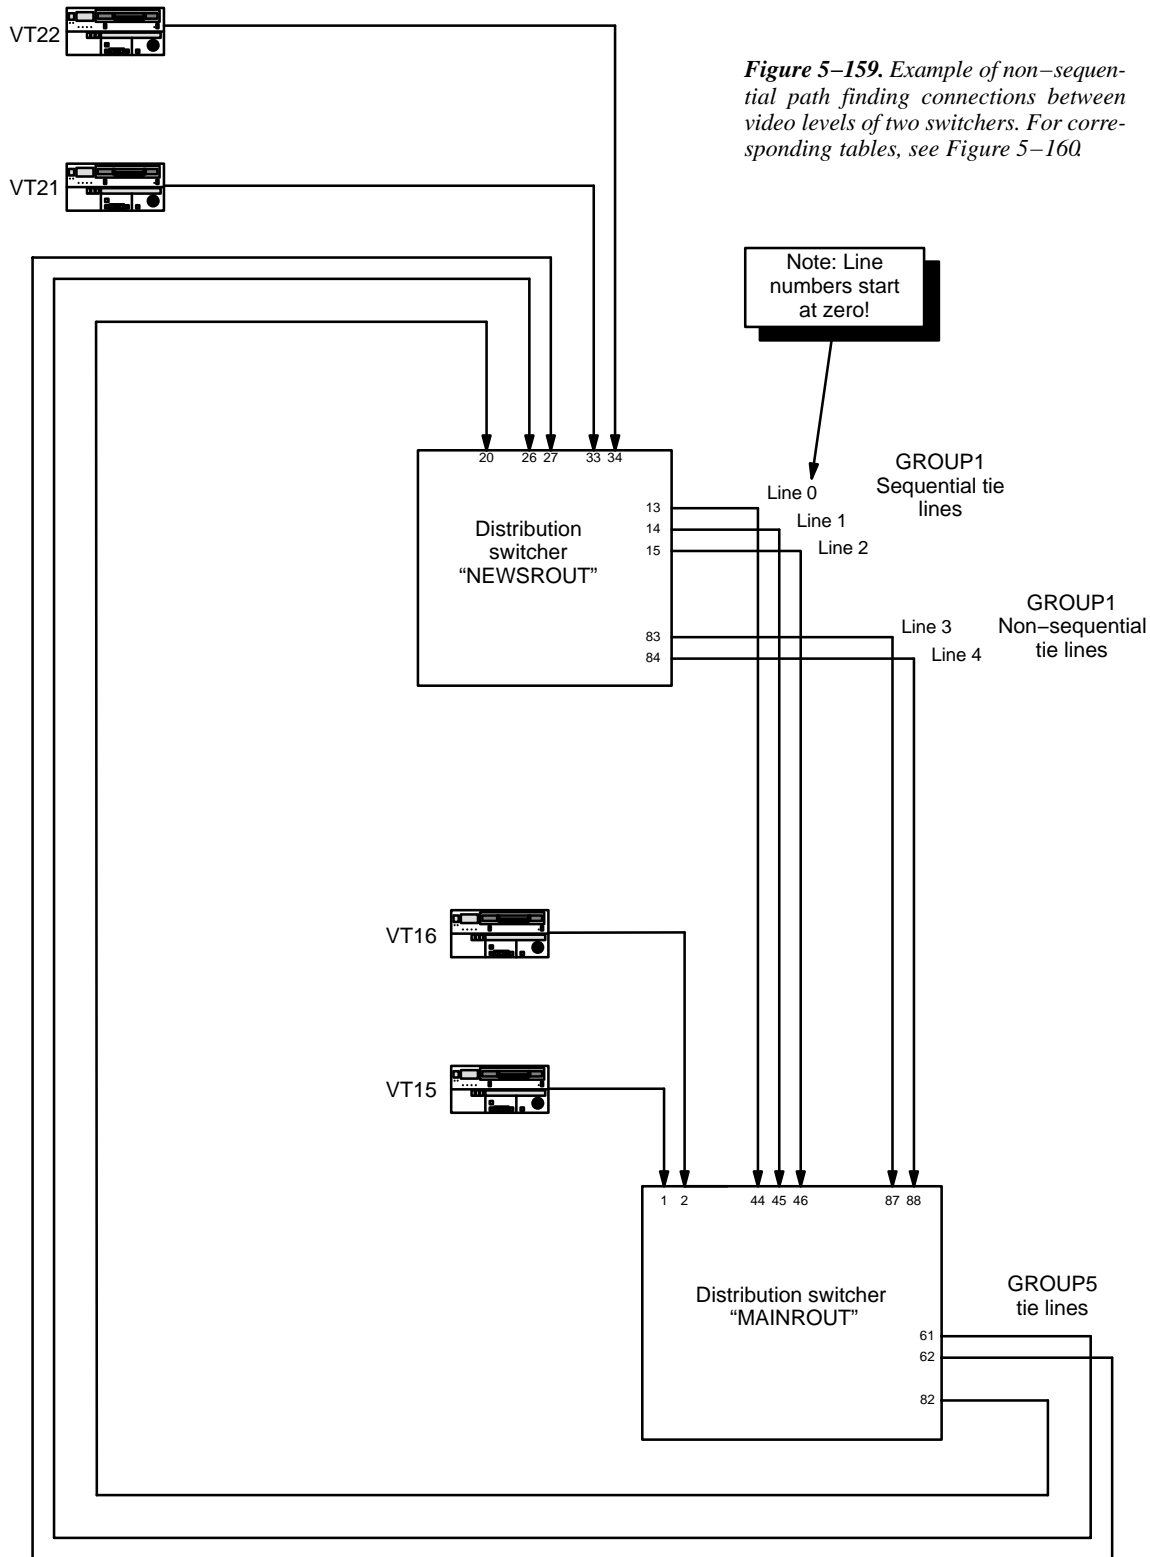 VT22
Figure 5–159. Example of non–sequen-
tial path finding connections between
video levels of two switchers. For corre-
sponding tables, see Figure 5–160.
VT21
Note: Line
numbers start
at zero!
20 26 27 33 34
GROUP1
Sequential tie
lines
Line 0
13
Line 1
14
Line 2
15
Distribution
switcher
“NEWSROUT”
GROUP1
Non–sequential
tie lines
Line 3
83
Line 4
84
VT16
VT15
1 2 44 45 46 87 88
Distribution switcher
“MAINROUT”
GROUP5
tie lines
61
62
82